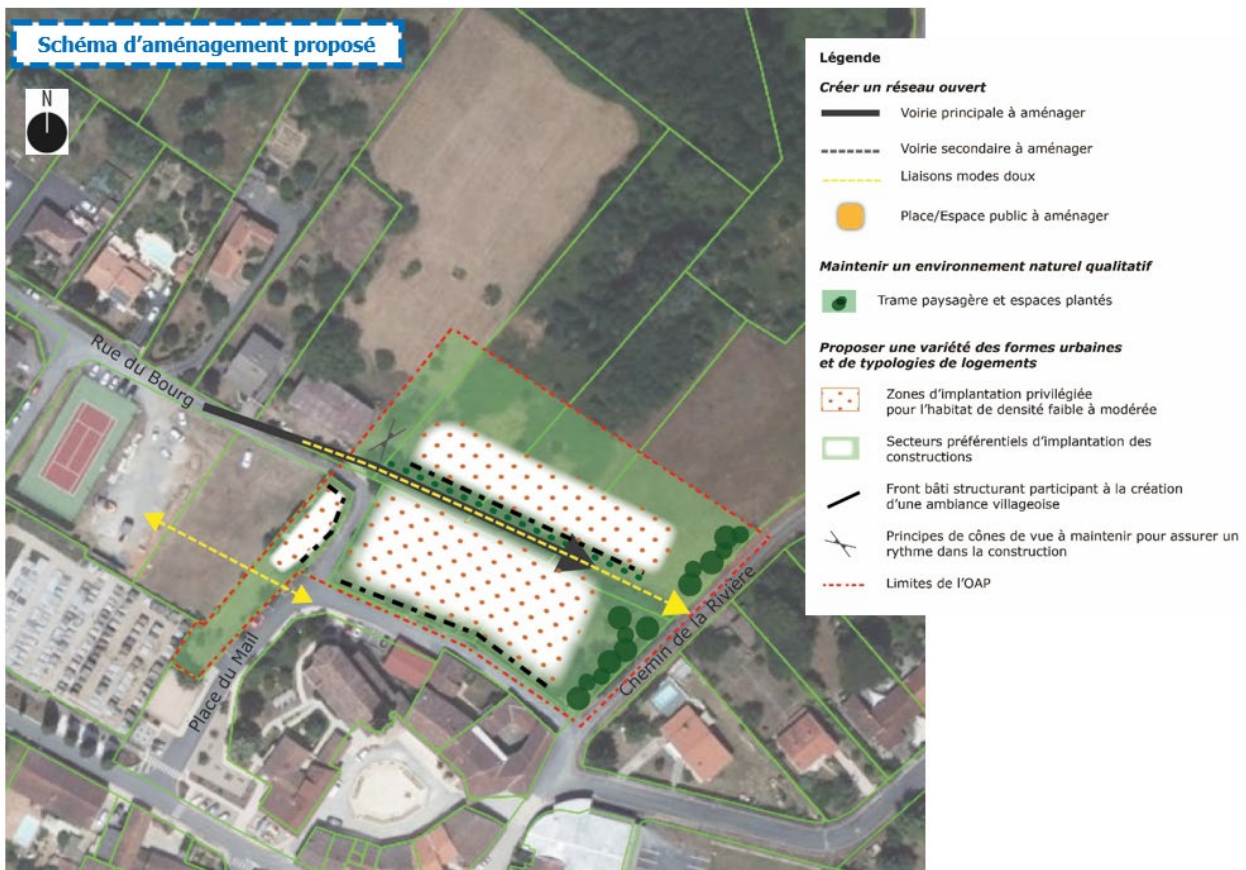 Schéma d'aménagement proposé
N
Rue du Bourg
Place du Mail
Chemin de la Rivière
Légende
Créer un réseau ouvert
Voirie principale à aménager
Voirie secondaire à aménager
Liaisons modes doux
Place/Espace public à aménager
Maintenir un environnement naturel qualitatif
Trame paysagère et espaces plantés
Proposer une variété des formes urbaines
et de typologies de logements
Zones d'implantation privilégiée
pour l'habitat de densité faible à modérée
Secteurs préférentiels d'implantation des
constructions
Front bâti structurant participant à la création
d'une ambiance villageoise
Principes de cônes de vue à maintenir pour assurer un
rythme dans la construction
Limites de l'OAP